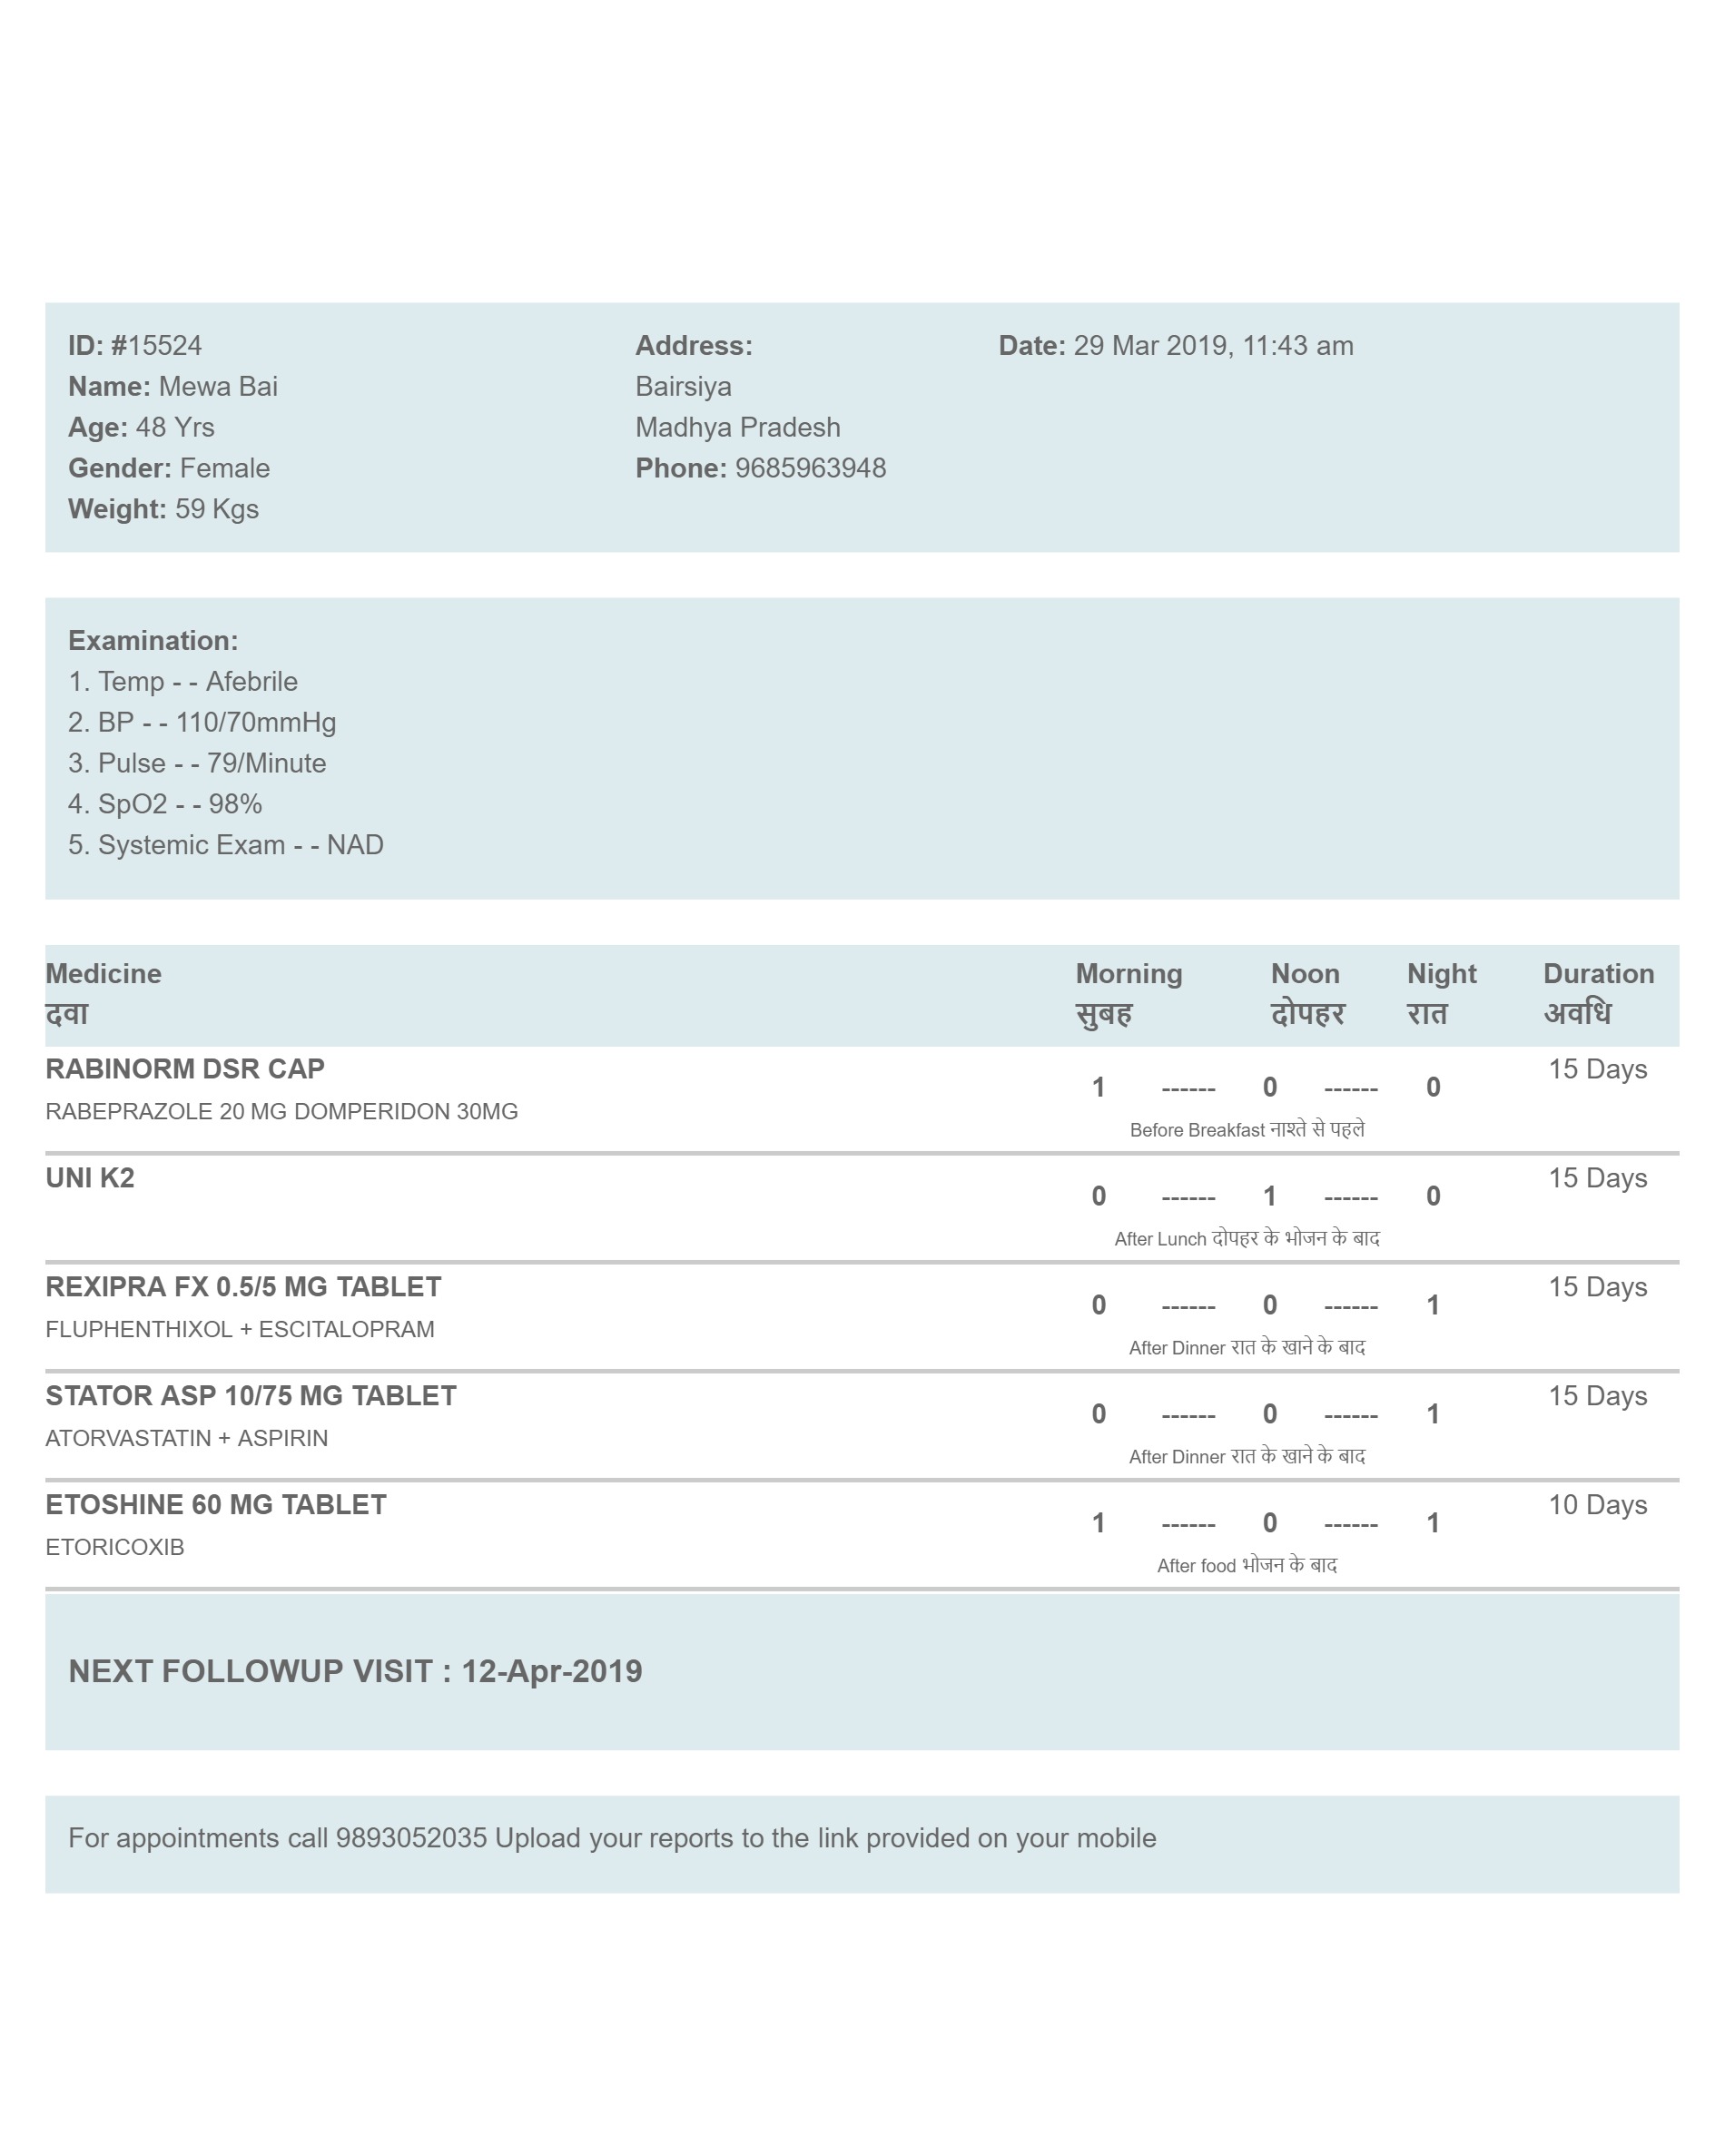 ID: #15524
Name: Mewa Bai
Age: 48 Yrs
Gender: Female
Weight: 59 Kgs
Address:
Bairsiya
Madhya Pradesh
Phone: 9685963948
Date: 29 Mar 2019, 11:43 am
Examination:
1. Temp - - Afebrile
2. BP - - 110/70mmHg
3. Pulse - - 79/Minute
4. SpO2 - - 98%
5. Systemic Exam - - NAD
Medicine Morning Noon Night Duration
दवा सुबह दोपहर रात अवधि
RABINORM DSR CAP 1 ------ 0 ------ 0 15 Days
RABEPRAZOLE 20 MG DOMPERIDON 30MG
Before Breakfast नाश्ते से पहले
UNI K2 0 ------ 1 ------ 0 15 Days
After Lunch दोपहर के भोजन के बाद
REXIPRA FX 0.5/5 MG TABLET 0 ------ 0 ------ 1 15 Days
FLUPHENTHIXOL + ESCITALOPRAM
After Dinner रात के खाने के बाद
STATOR ASP 10/75 MG TABLET 0 ------ 0 ------ 1 15 Days
ATORVASTATIN + ASPIRIN
After Dinner रात के खाने के बाद
ETOSHINE 60 MG TABLET 1 ------ 0 ------ 1 10 Days
ETORICOXIB
After food भोजन के बाद
NEXT FOLLOWUP VISIT : 12-Apr-2019
For appointments call 9893052035 Upload your reports to the link provided on your mobile